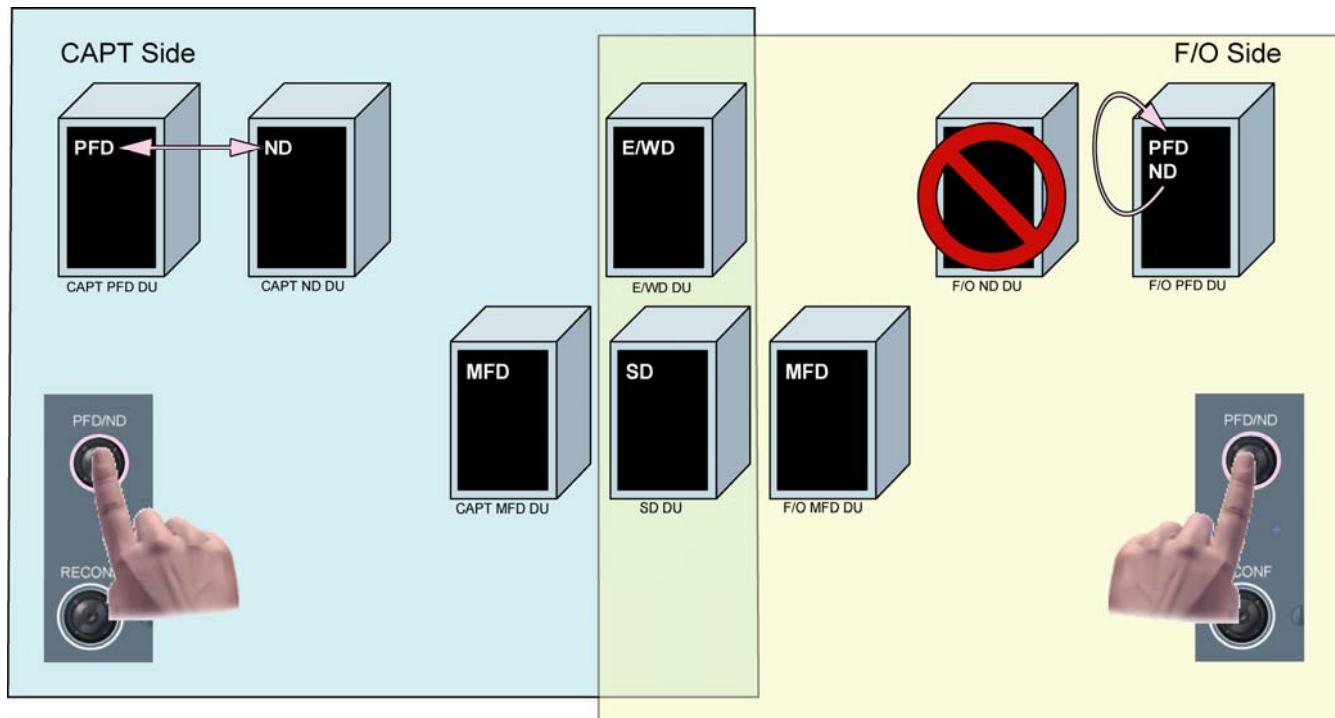 CAPT Side
F/O Side
PFD
ND
E/WD
PFD
ND
CAPT PFD DU
CAPT ND DU
E/WD DU
F/O ND DU
F/O PFD DU
MFD
SD
MFD
CAPT MFD DU
SD DU
F/O MFD DU
PFD/ND
PFD/ND
RECON
CONF